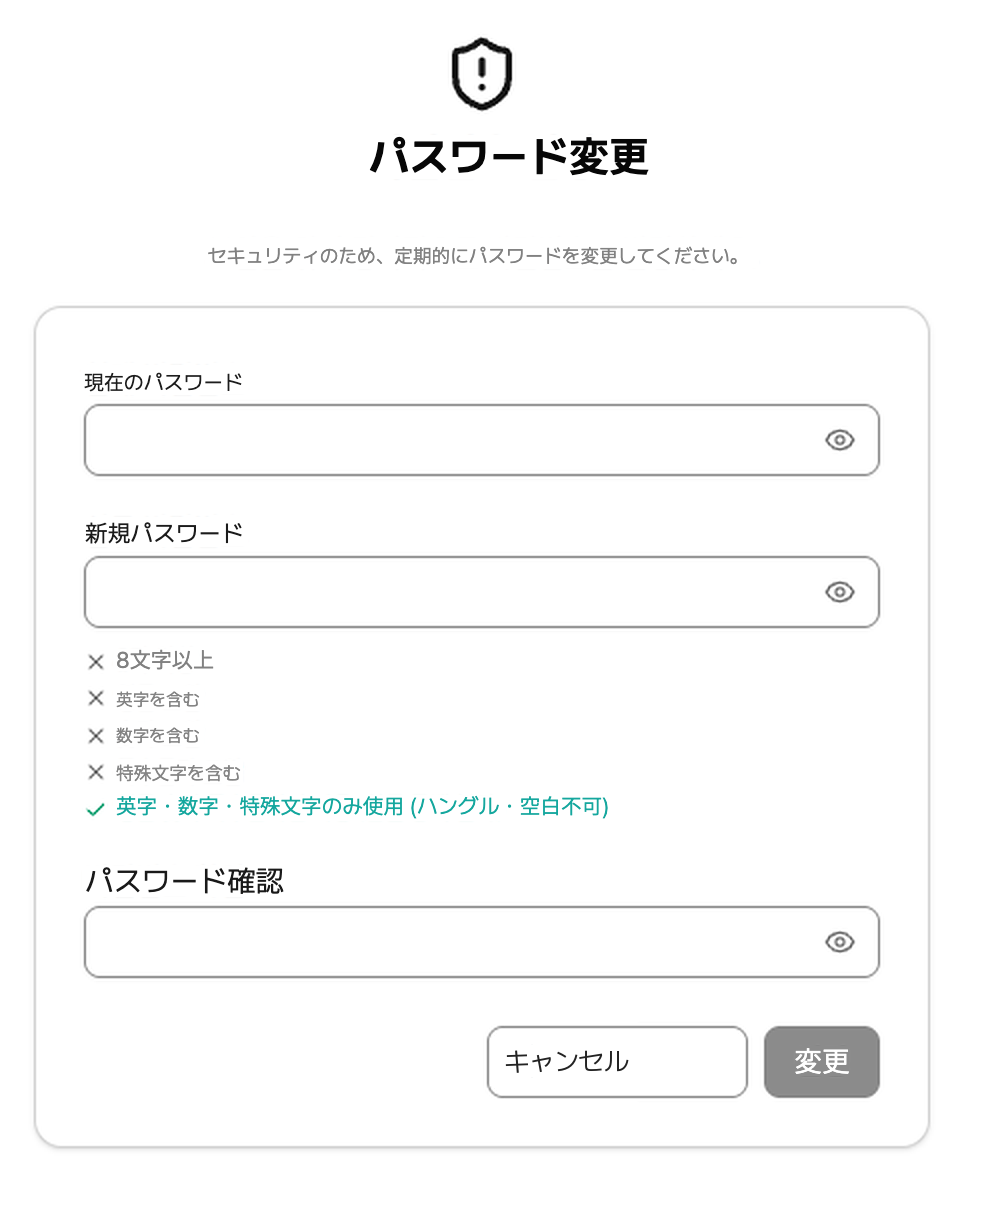 パスワード変更
セキュリティのため、定期的にパスワードを変更してください。
現在のパスワード
新規パスワード
8文字以上
英字を含む
数字を含む
特殊文字を含む
英字・数字・特殊文字のみ使用 (ハングル・空白不可)
パスワード確認
キャンセル
変更